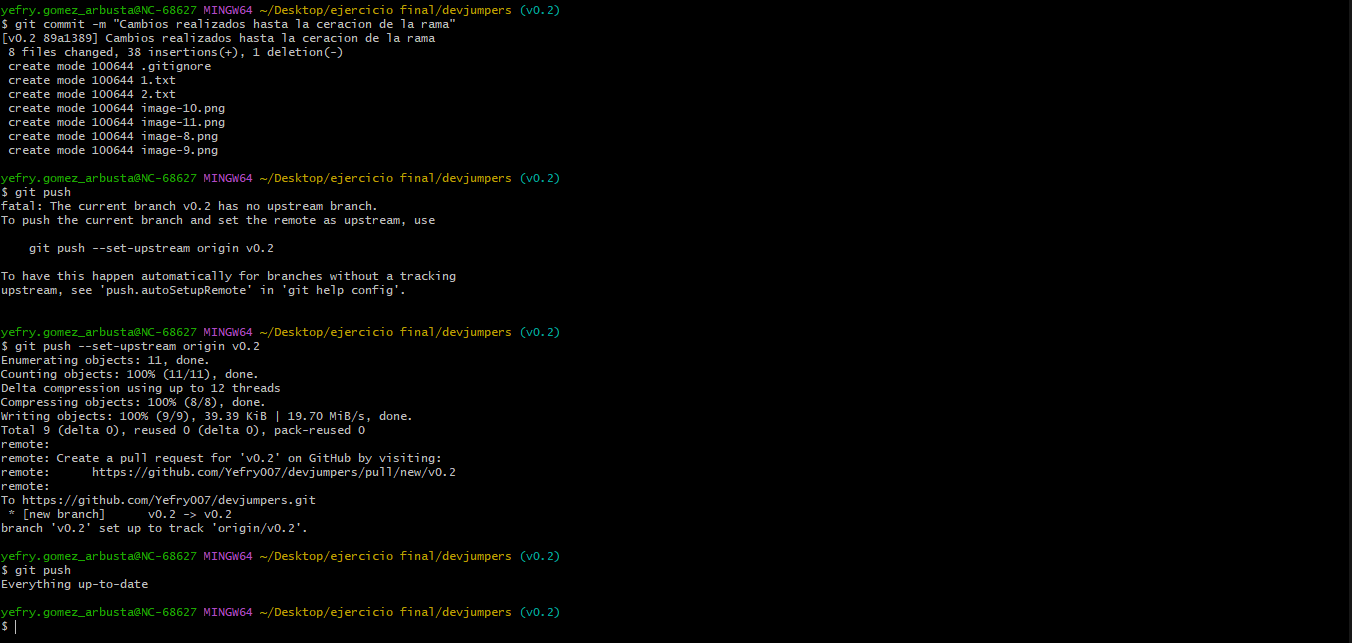 yefry.gomez_arbusta@NC-68627 MINGW64 ~/Desktop/ejercicio final/devjumpers (v0.2)
$ git commit -m "Cambios realizados hasta la ceracion de la rama"
[v0.2 89a1389] Cambios realizados hasta la ceracion de la rama
 8 files changed, 38 insertions(+), 1 deletion(-)
 create mode 100644 .gitignore
 create mode 100644 1.txt
 create mode 100644 2.txt
 create mode 100644 image-10.png
 create mode 100644 image-11.png
 create mode 100644 image-8.png
 create mode 100644 image-9.png
yefry.gomez_arbusta@NC-68627 MINGW64 ~/Desktop/ejercicio final/devjumpers (v0.2)
$ git push
fatal: The current branch v0.2 has no upstream branch.
To push the current branch and set the remote as upstream, use
    git push --set-upstream origin v0.2
To have this happen automatically for branches without a tracking
upstream, see 'push.autoSetupRemote' in 'git help config'.
yefry.gomez_arbusta@NC-68627 MINGW64 ~/Desktop/ejercicio final/devjumpers (v0.2)
$ git push --set-upstream origin v0.2
Enumerating objects: 11, done.
Counting objects: 100% (11/11), done.
Delta compression using up to 12 threads
Compressing objects: 100% (8/8), done.
Writing objects: 100% (9/9), 39.39 KiB | 19.70 MiB/s, done.
Total 9 (delta 0), reused 0 (delta 0), pack-reused 0
remote:
remote: Create a pull request for 'v0.2' on GitHub by visiting:
remote:      https://github.com/Yefry007/devjumpers/pull/new/v0.2
remote:
To https://github.com/Yefry007/devjumpers.git
 * [new branch]      v0.2 -> v0.2
branch 'v0.2' set up to track 'origin/v0.2'.
yefry.gomez_arbusta@NC-68627 MINGW64 ~/Desktop/ejercicio final/devjumpers (v0.2)
$ git push
Everything up-to-date
yefry.gomez_arbusta@NC-68627 MINGW64 ~/Desktop/ejercicio final/devjumpers (v0.2)
$